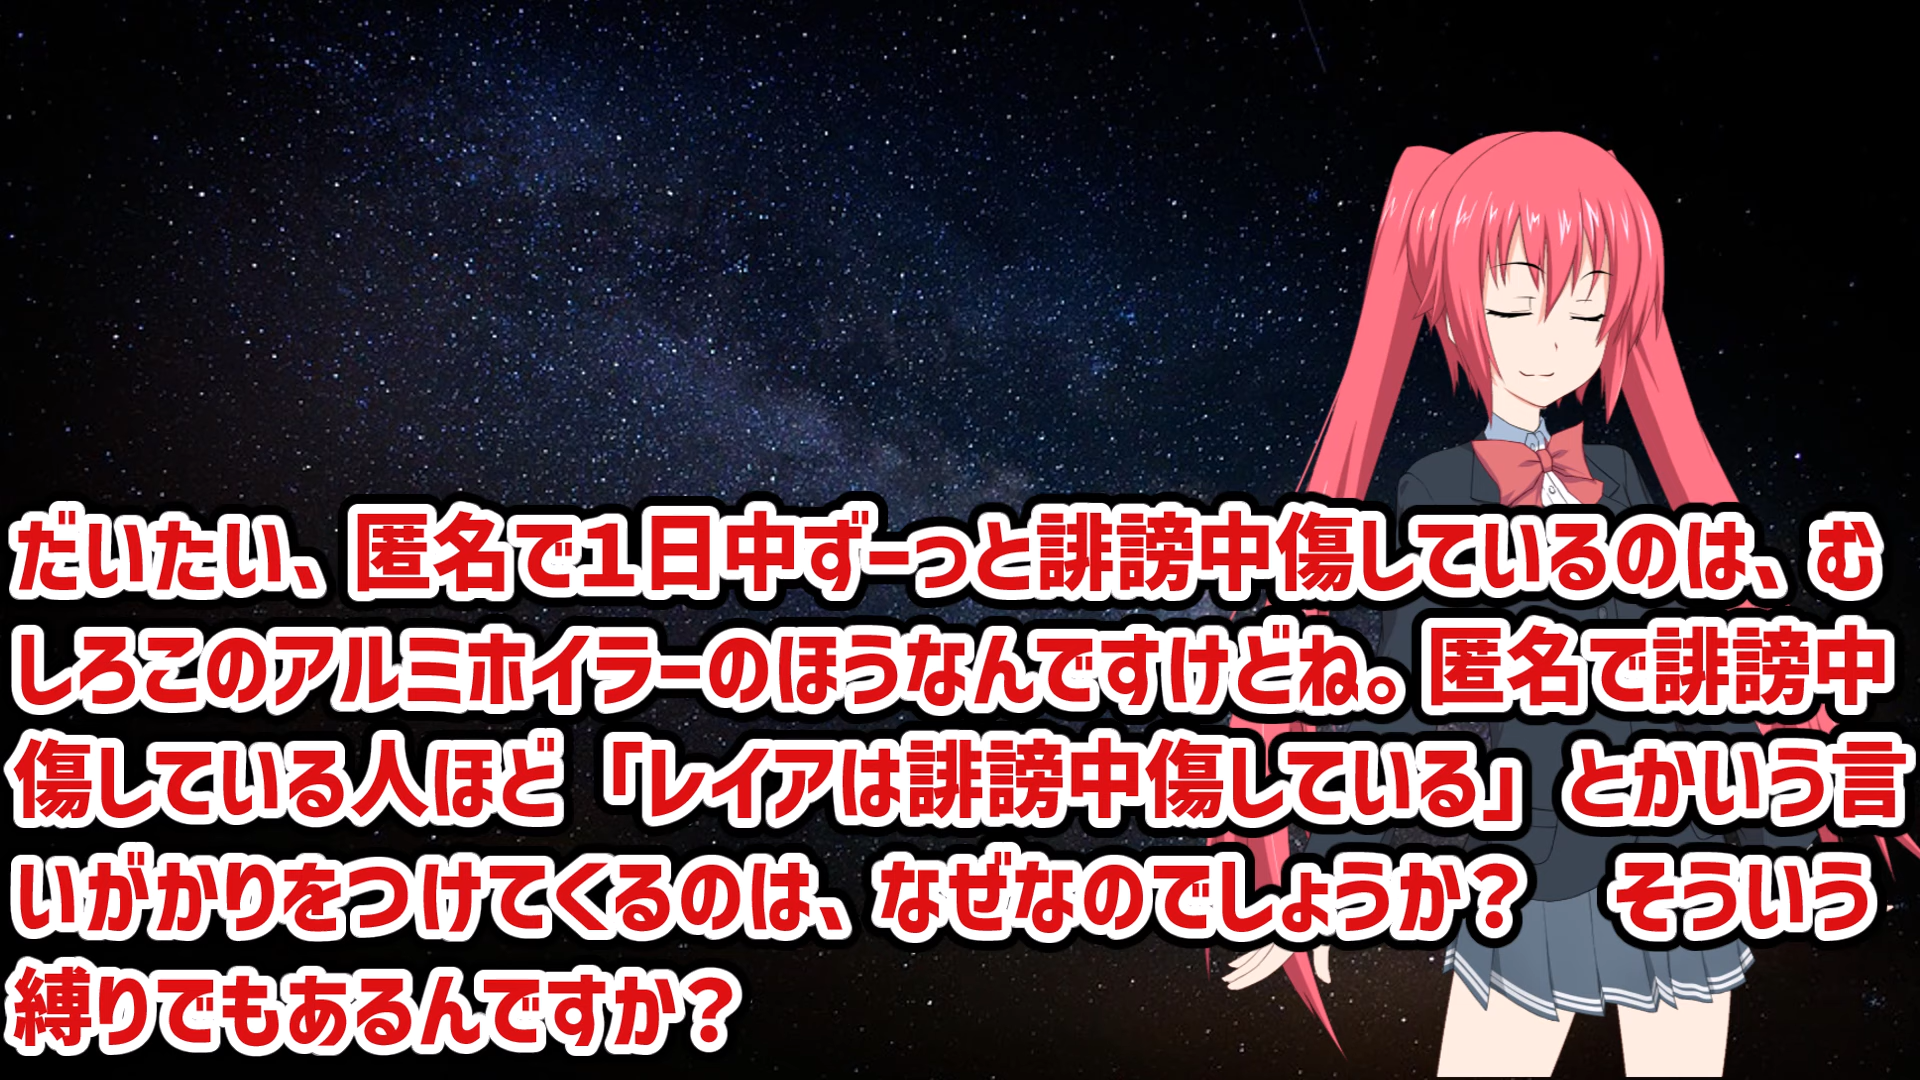 だいたい、匿名で1日中ずーっと誹謗中傷しているのは、む
しろこのアルミホイラーのほうなんですけどね。匿名で誹謗中
傷している人ほど「レイアは誹謗中傷している」とかいう言
いがかりをつけてくるのは、なぜなのでしょうか？　そういう
縛りでもあるんですか？